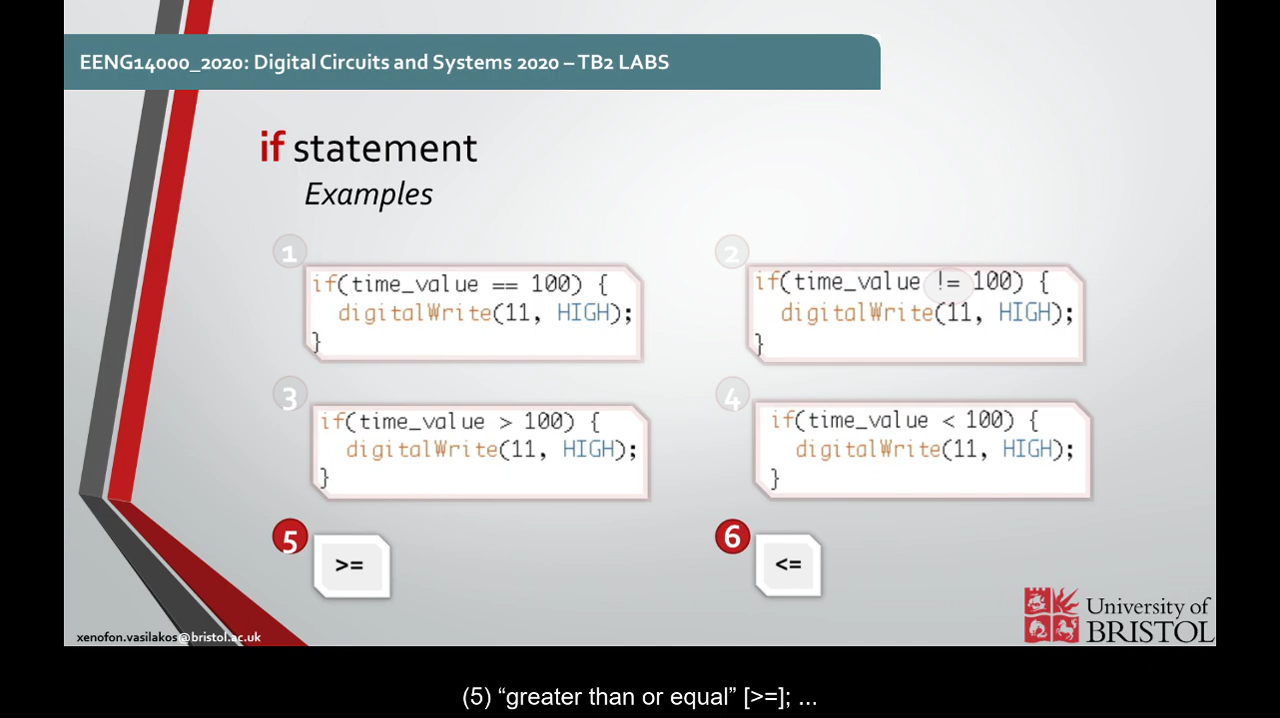 EENG14000_2020: Digital Circuits and Systems 2020 – TB2 LABS
if statement
Examples
1
if(time_value == 100) {
digitalWrite(11, HIGH);
}
2
if(time_value != 100) {
digitalWrite(11, HIGH);
}
3
if(time_value > 100) {
digitalWrite(11, HIGH);
}
4
if(time_value < 100) {
digitalWrite(11, HIGH);
}
5
>=
6
<=
xenofon.vasilakos@bristol.ac.uk
University of
BRISTOL
(5) “greater than or equal” [>=]; ...